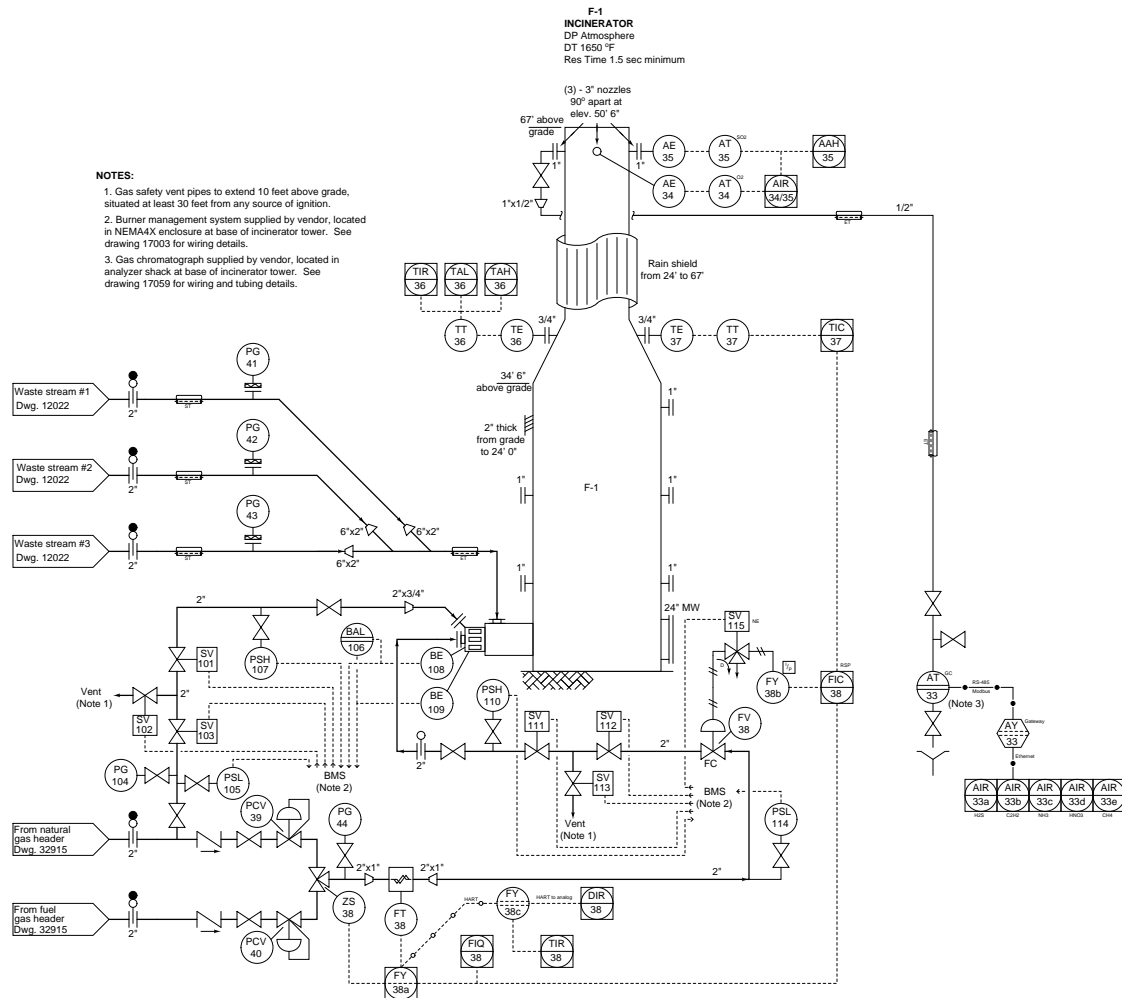 F-1
INCINERATOR
DP Atmosphere
DT 1650 °F
Res Time 1.5 sec minimum
(3) - 3" nozzles
90° apart at
elev. 50' 6"
67' above
grade
1"
1"
AE
35
AT
35
SO2
AAH
35
AE
34
AT
34
O2
AIR
34/35
1"x1/2"
1/2"
ET
NOTES:
1. Gas safety vent pipes to extend 10 feet above grade,
situated at least 30 feet from any source of ignition.
2. Burner management system supplied by vendor, located
in NEMA4X enclosure at base of incinerator tower. See
drawing 17003 for wiring details.
3. Gas chromatograph supplied by vendor, located in
analyzer shack at base of incinerator tower. See
drawing 17059 for wiring and tubing details.
Rain shield
from 24' to 67'
TIR
36
TAL
36
TAH
36
TT
36
TE
36
3/4"
3/4"
TE
37
TT
37
TIC
37
34' 6"
above grade
2" thick
from grade
to 24' 0"
1"
1"
1"
1"
1"
F-1
24" MW
ET
Waste stream #1
Dwg. 12022
2"
ST
PG
41
Waste stream #2
Dwg. 12022
2"
ST
PG
42
Waste stream #3
Dwg. 12022
2"
ST
PG
43
6"x2"
6"x2"
6"x2"
ST
2"
2"x3/4"
SV
101
PSH
107
BAL
106
BE
108
BE
109
Vent
(Note 1)
2"
SV
102
SV
103
PG
104
PSL
105
BMS
(Note 2)
PSH
110
2"
SV
111
SV
112
2"
SV
113
Vent
(Note 1)
BMS
(Note 2)
SV
115
NE
D
FY
38b
I/P
FV
38
FC
FIC
38
RSP
PSL
114
AT
33
GC
(Note 3)
RS-485
Modbus
AY
33
Gateway
Ethernet
AIR
33a
H2S
AIR
33b
C2H2
AIR
33c
NH3
AIR
33d
HNO3
AIR
33e
CH4
From natural
gas header
Dwg. 32915
2"
PCV
39
PG
44
2"x1"
2"x1"
2"
From fuel
gas header
Dwg. 32915
2"
PCV
40
ZS
38
FT
38
FY
38a
HART
FY
38c
HART to analog
DIR
38
FIQ
38
TIR
38